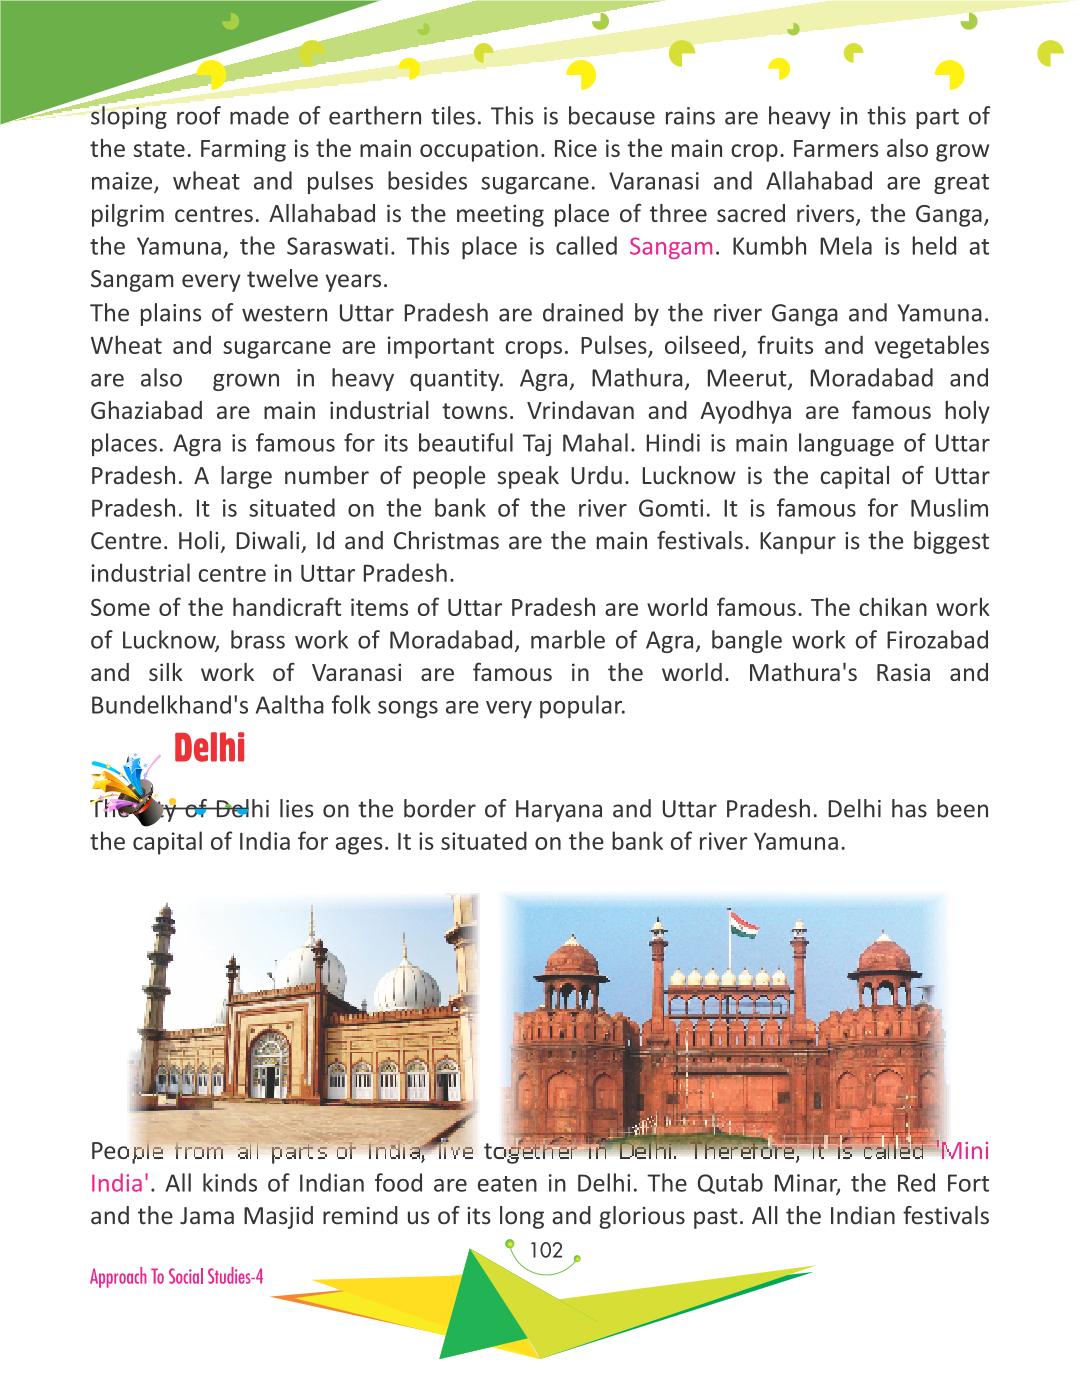 sloping roof made of earthern tiles. This is because rains are heavy in this part of
the state. Farming is the main occupation. Rice is the main crop. Farmers also grow
maize, wheat and pulses besides sugarcane. Varanasi and Allahabad are great
pilgrim centres. Allahabad is the meeting place of three sacred rivers, the Ganga,
the Yamuna, the Saraswati. This place is called Sangam. Kumbh Mela is held at
Sangam every twelve years.
The plains of western Uttar Pradesh are drained by the river Ganga and Yamuna.
Wheat and sugarcane are important crops. Pulses, oilseed, fruits and vegetables
are also grown in heavy quantity. Agra, Mathura, Meerut, Moradabad and
Ghaziabad are main industrial towns. Vrindavan and Ayodhya are famous holy
places. Agra is famous for its beautiful Taj Mahal. Hindi is main language of Uttar
Pradesh. A large number of people speak Urdu. Lucknow is the capital of Uttar
Pradesh. It is situated on the bank of the river Gomti. It is famous for Muslim
Centre. Holi, Diwali, Id and Christmas are the main festivals. Kanpur is the biggest
industrial centre in Uttar Pradesh.
Some of the handicraft items of Uttar Pradesh are world famous. The chikan work
of Lucknow, brass work of Moradabad, marble of Agra, bangle work of Firozabad
and silk work of Varanasi are famous in the world. Mathura's Rasia and
Bundelkhand's Aaltha folk songs are very popular.
Delhi
The city of Delhi lies on the border of Haryana and Uttar Pradesh. Delhi has been
the capital of India for ages. It is situated on the bank of river Yamuna.
People from all parts of India, live together in Delhi. Therefore, it is called 'Mini
India'. All kinds of Indian food are eaten in Delhi. The Qutab Minar, the Red Fort
and the Jama Masjid remind us of its long and glorious past. All the Indian festivals
102
Approach To Social Studies-4